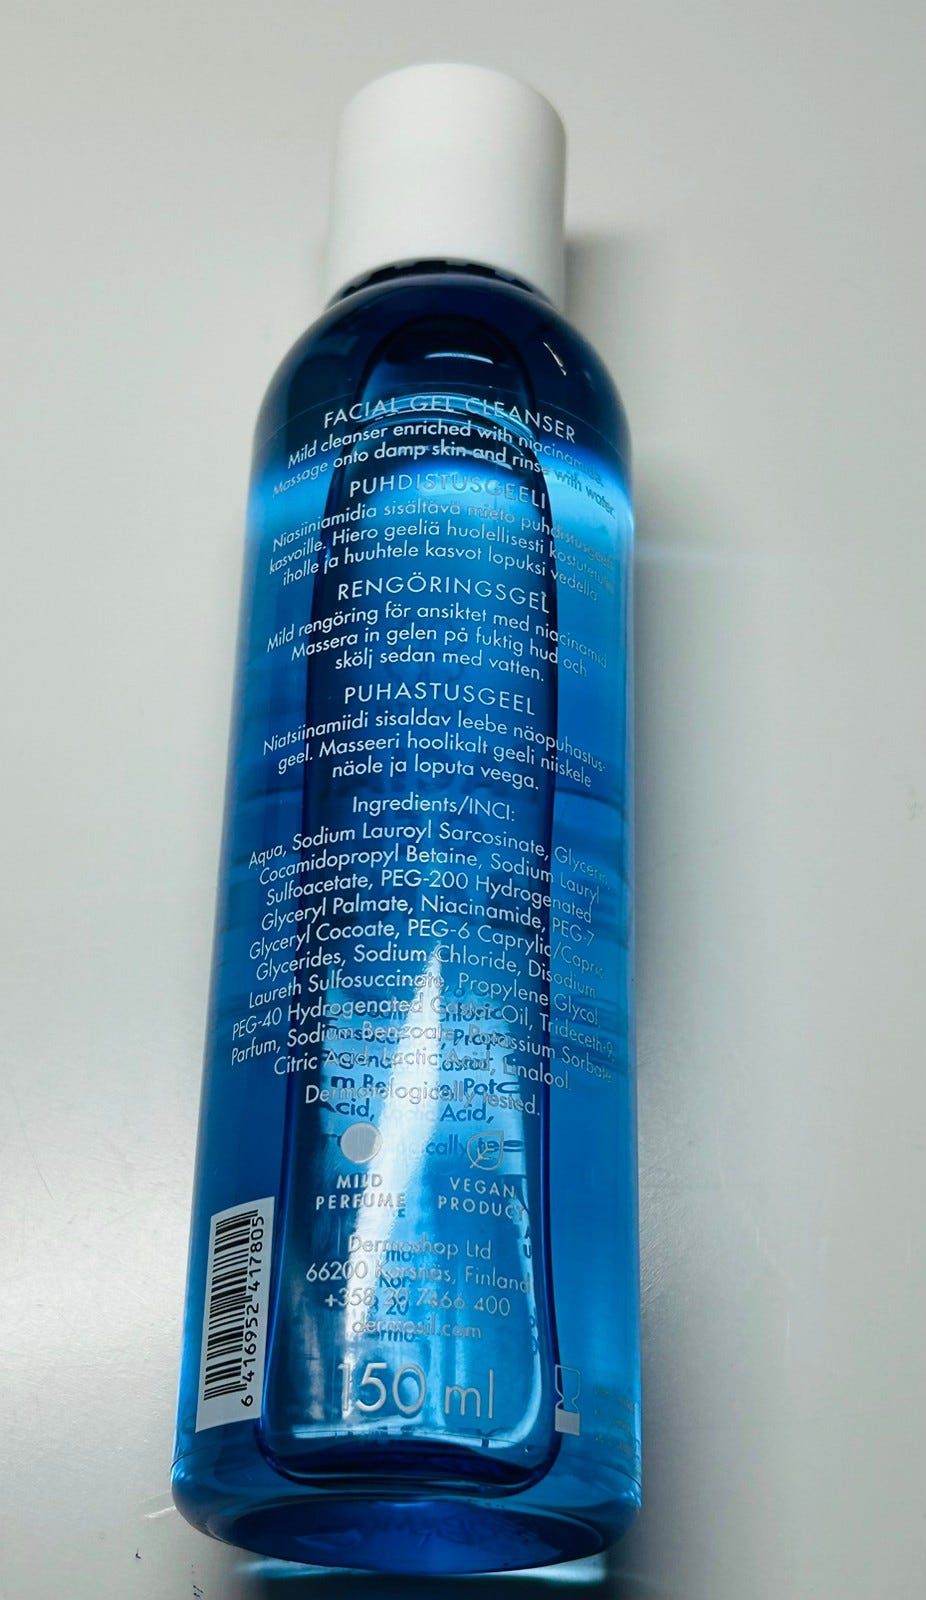 FACIAL GEL CLEANSER
Mild cleanser enriched with niacinamide.
Massage onto damp skin and rinse with water.
PUHDISTUSGEELI
Niasiiniamidia sisältävä mieto puhdistusgeeli
kasvoille. Hiero geeliä huolellisesti kostutetulle
iholle ja huuhtele kasvot lopuksi vedellä
RENGÖRINGSGEL
Mild rengöring för ansiktet med niacinamid
Massera in gelen på fuktig hud och
skölj sedan med vatten.
PUHASTUSGEEL
Niatsiinamiidi sisaldav leebe näopuhastus-
geel. Masseeri hoolikalt geeli niiskele
näole ja loputa veega.
Ingredients/INCI:
Aqua, Sodium Lauroyl Sarcosinate, Glycerin,
Cocamidopropyl Betaine, Sodium Lauryl
Sulfoacetate, PEG-200 Hydrogenated
Glyceryl Palmate, Niacinamide, PEG-7
Glyceryl Cocoate, PEG-6 Caprylic/Capric
Glycerides, Sodium Chloride, Disodium
Laureth Sulfosuccinate, Propylene Glycol,
PEG-40 Hydrogenated Castor Oil, Trideceth-9,
Parfum, Sodium Benzoate, Potassium Sorbate
Citric Acid, Lactic Acid, Linalool.
Dermatologically tested.
MILD
PERFUME
VEGAN
PRODUCT
Dermoshop Ltd
66200 Korsnäs, Finland
+358 20 7466 400
dermosil.com
150 ml
6 416952 417805